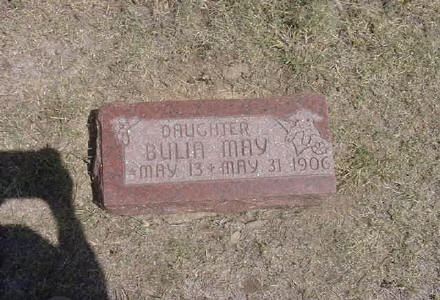 DAUGHTER
BULIA MAY
*MAY 13 + MAY 31 1906